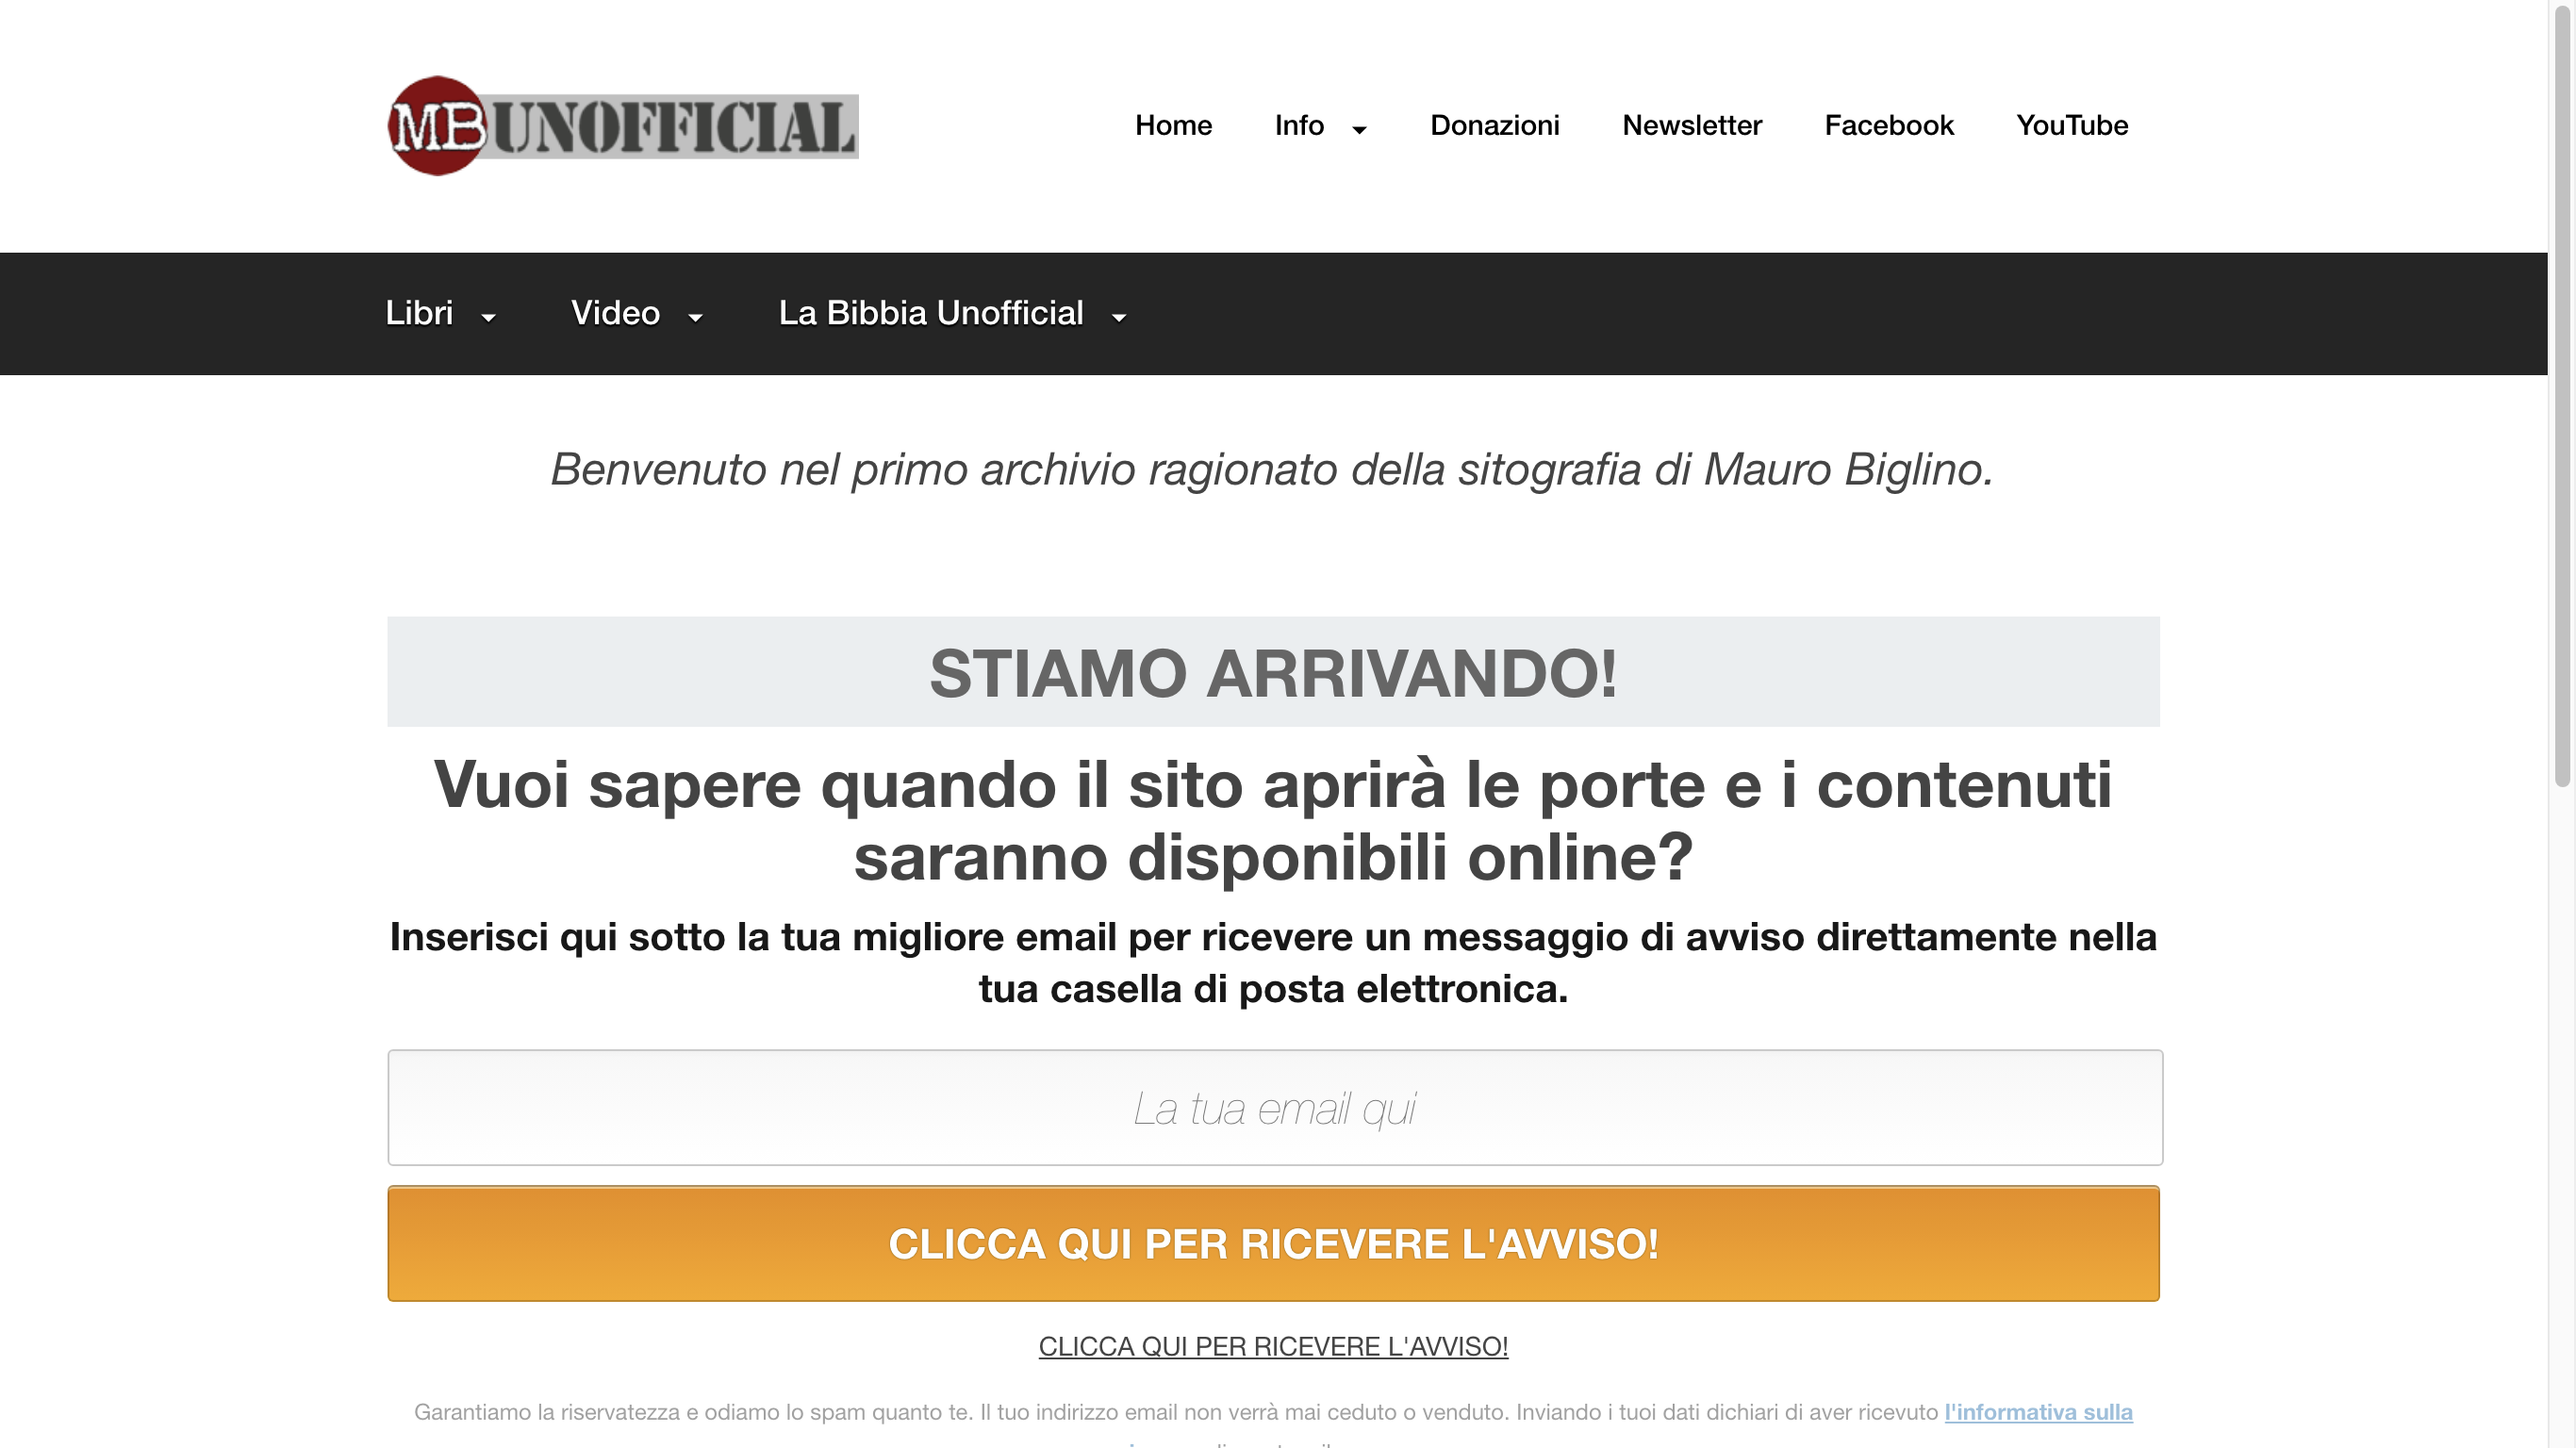 MB UNOFFICIAL
Home Info Donazioni Newsletter Facebook YouTube
Libri Video La Bibbia Unofficial
Benvenuto nel primo archivio ragionato della sitografia di Mauro Biglino.
STIAMO ARRIVANDO!
Vuoi sapere quando il sito aprirà le porte e i contenuti
saranno disponibili online?
Inserisci qui sotto la tua migliore email per ricevere un messaggio di avviso direttamente nella
tua casella di posta elettronica.
La tua email qui
CLICCA QUI PER RICEVERE L'AVVISO!
CLICCA QUI PER RICEVERE L'AVVISO!
Garantiamo la riservatezza e odiamo lo spam quanto te. Il tuo indirizzo email non verrà mai ceduto o venduto. Inviando i tuoi dati dichiari di aver ricevuto l'informativa sulla